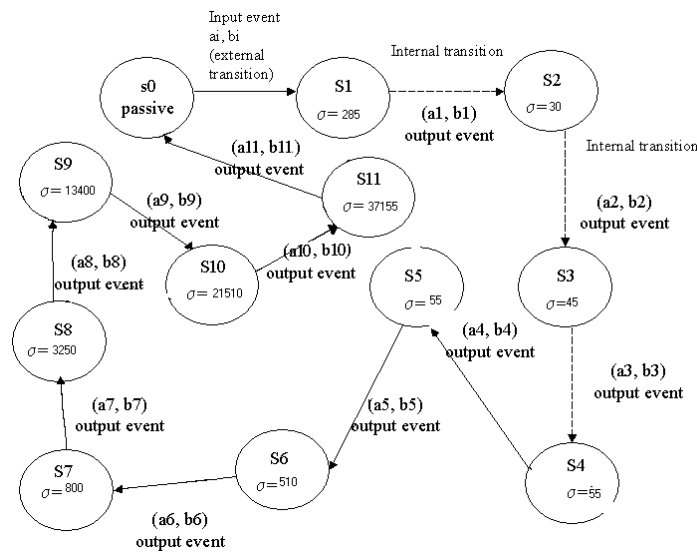 Input event
ai, bi
(external
transition)
s0
passive
S1
σ= 285
Internal transition
(a1, b1)
output event
S2
σ= 30
Internal transition
(a2, b2)
output event
S3
σ=45
(a3, b3)
output event
S4
σ=55
(a4, b4)
output event
S5
σ= 55
(a5, b5)
output event
S6
σ=510
(a6, b6)
output event
S7
σ=800
(a7, b7)
output event
S8
σ= 3250
(a8, b8)
output event
S9
σ= 13400
(a9, b9)
output event
S10
σ= 21510
(a10, b10)
output event
S11
σ= 37155
(a11, b11)
output event